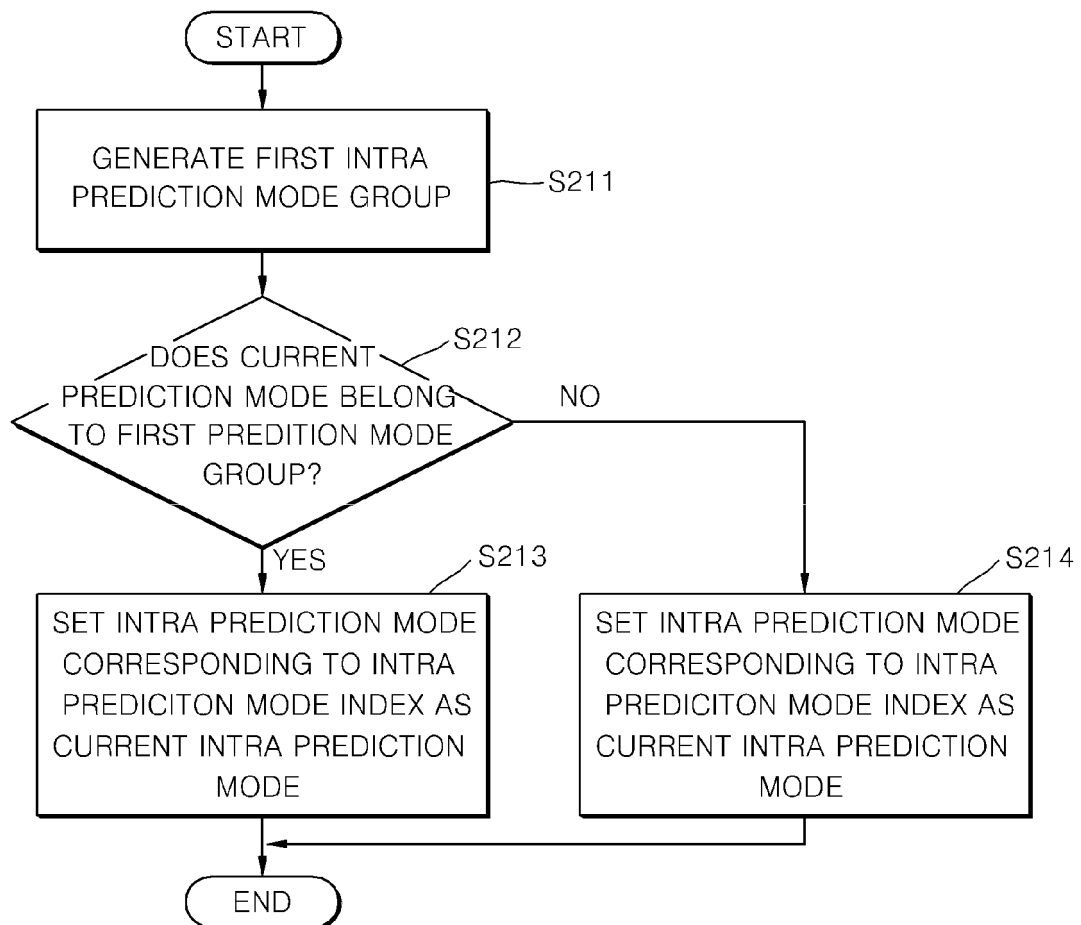 START
GENERATE FIRST INTRA
PREDICTION MODE GROUP
S211
S212
DOES CURRENT
PREDICTION MODE BELONG
TO FIRST PREDITION MODE
GROUP?
NO
YES
S213
SET INTRA PREDICTION MODE
CORRESPONDING TO INTRA
PREDICITON MODE INDEX AS
CURRENT INTRA PREDICTION
MODE
S214
SET INTRA PREDICTION MODE
CORRESPONDING TO INTRA
PREDICITON MODE INDEX AS
CURRENT INTRA PREDICTION
MODE
END